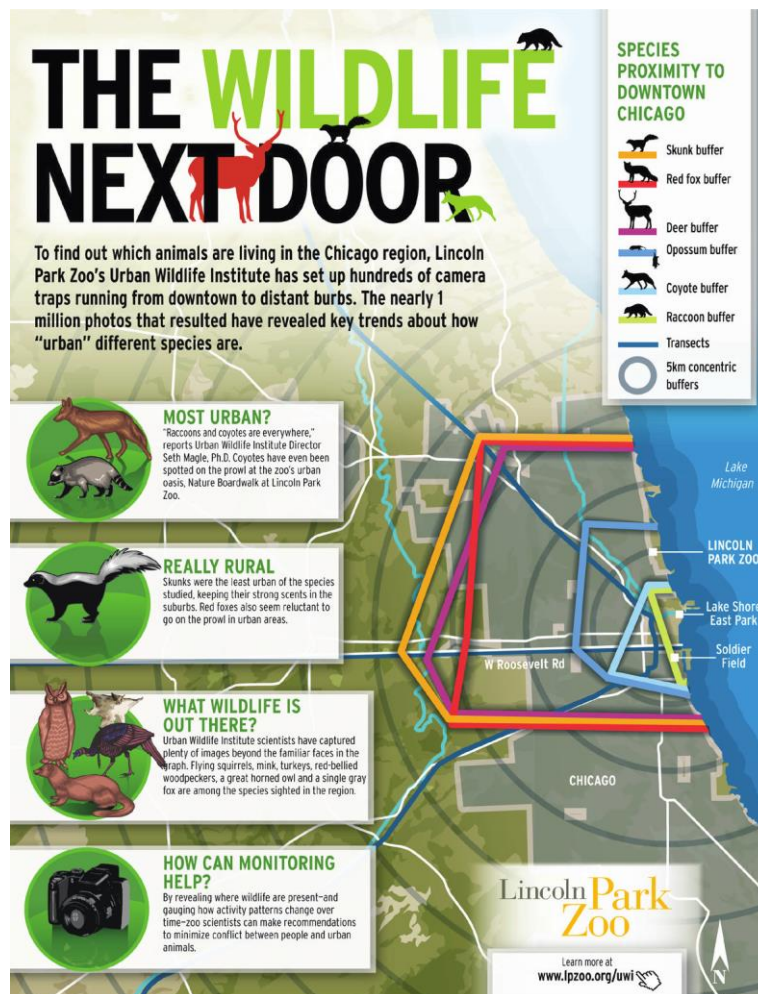 THE WILDLIFE
NEXT DOOR
To find out which animals are living in the Chicago region, Lincoln
Park Zoo's Urban Wildlife Institute has set up hundreds of camera
traps running from downtown to distant burbs. The nearly 1
million photos that resulted have revealed key trends about how
"urban" different species are.
SPECIES
PROXIMITY TO
DOWNTOWN
CHICAGO
Skunk buffer
Red fox buffer
Deer buffer
Opossum buffer
Coyote buffer
Raccoon buffer
Transects
5km concentric
buffers
MOST URBAN?
"Raccoons and coyotes are everywhere,"
reports Urban Wildlife Institute Director
Seth Magle, Ph.D. Coyotes have even been
spotted on the prowl at the zoo's urban
oasis, Nature Boardwalk at Lincoln Park
Zoo.
REALLY RURAL
Skunks were the least urban of the species
studied, keeping their strong scents in the
suburbs. Red foxes also seem reluctant to
go on the prowl in urban areas.
WHAT WILDLIFE IS
OUT THERE?
Urban Wildlife Institute scientists have captured
plenty of images beyond the familiar faces in the
graph. Flying squirrels, mink, turkeys, red-bellied
woodpeckers, a great horned owl and a single gray
fox are among the species sighted in the region.
HOW CAN MONITORING
HELP?
By revealing where wildlife are present—and
gauging how activity patterns change over
time—zoo scientists can make recommendations
to minimize conflict between people and urban
animals.
Lake
Michigan
LINCOLN
PARK ZOO
Lake Shore
East Park
Soldier
Field
W Roosevelt Rd
CHICAGO
Lincoln Park
Zoo
Learn more at
www.lpzoo.org/uwi
N